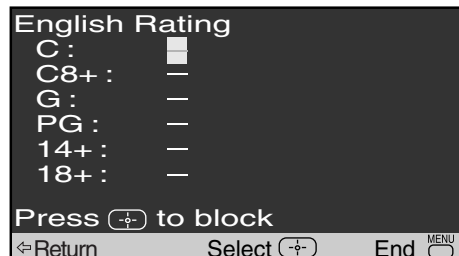 English Rating
C : –
C8+ : –
G : –
PG : –
14+ : –
18+ : –
Press to block
Return Select End MENU